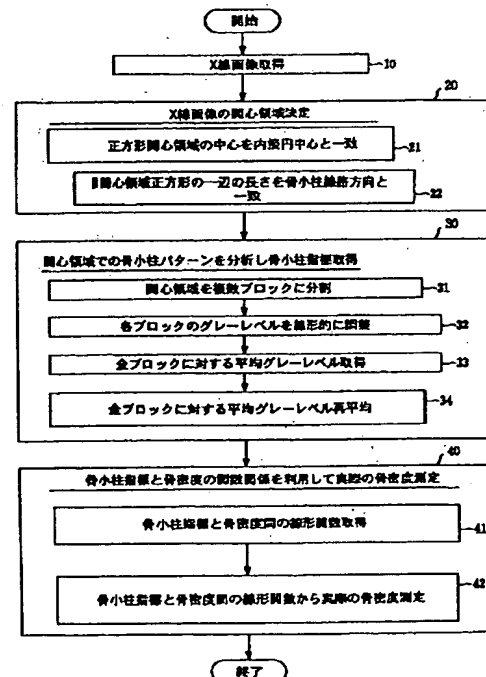 開始
X線画像取得
10
20
X線画像の関心領域決定
正方形関心領域の中心を内接円中心と一致
21
関心領域正方形の一辺の長さを骨小柱線路方向と
一致
22
30
関心領域での骨小柱パターンを分析し骨小柱指標取得
関心領域を複数ブロックに分割
31
各ブロックのグレーレベルを線形的に調整
32
全ブロックに対する平均グレーレベル取得
33
全ブロックに対する平均グレーレベル再平均
34
40
骨小柱指標と骨密度の関数関係を利用して実際の骨密度測定
骨小柱指標と骨密度間の線形関数取得
41
骨小柱指標と骨密度間の線形関数から実際の骨密度測定
42
終了